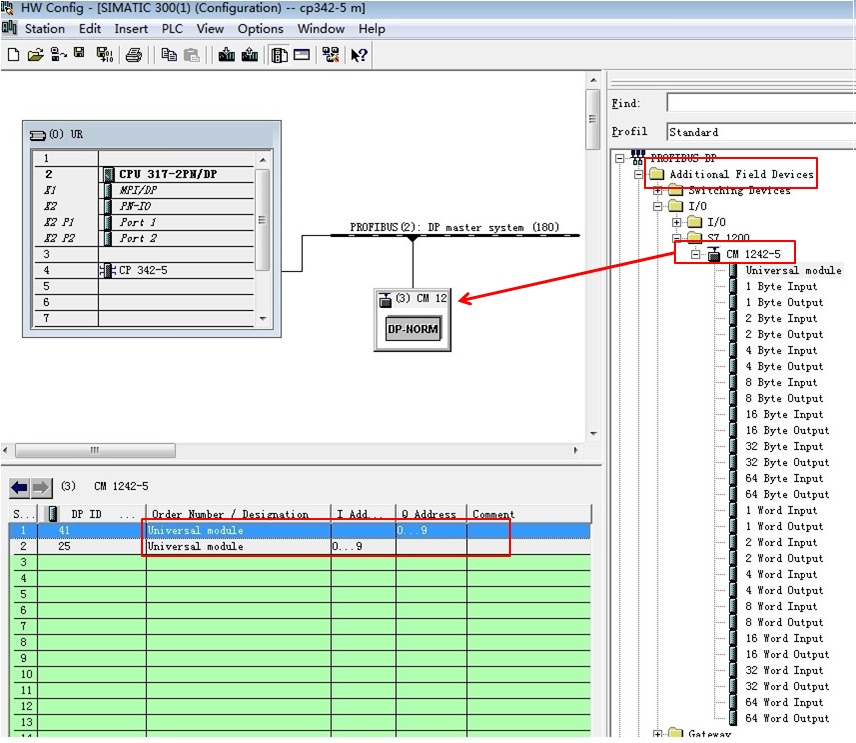 HW Config - [SIMATIC 300(1) (Configuration) -- cp342-5 m]
Station Edit Insert PLC View Options Window Help
(0) UR
1
2 CPU 317-2PN/DP
X1 MPI/DP
X2 PN-IO
X2 P1 Port 1
X2 P2 Port 2
3
4 CP 342-5
5
6
7
PROFIBUS(2): DP master system (180)
(3) CM 12
DP-NORM
Find:
Profil Standard
PROFIBUS DP
Additional Field Devices
Switching Devices
I/O
I/O
S7 1200
CM 1242-5
Universal module
1 Byte Input
1 Byte Output
2 Byte Input
2 Byte Output
4 Byte Input
4 Byte Output
8 Byte Input
8 Byte Output
16 Byte Input
16 Byte Output
32 Byte Input
32 Byte Output
64 Byte Input
64 Byte Output
1 Word Input
1 Word Output
2 Word Input
2 Word Output
4 Word Input
4 Word Output
8 Word Input
8 Word Output
16 Word Input
16 Word Output
32 Word Input
32 Word Output
64 Word Input
64 Word Output
Gateway
(3) CM 1242-5
S... DP ID ... Order Number / Designation I Add... Q Address Comment
1 41 Universal module 0...9
2 25 Universal module 0...9
3
4
5
6
7
8
9
10
11
12
13
14